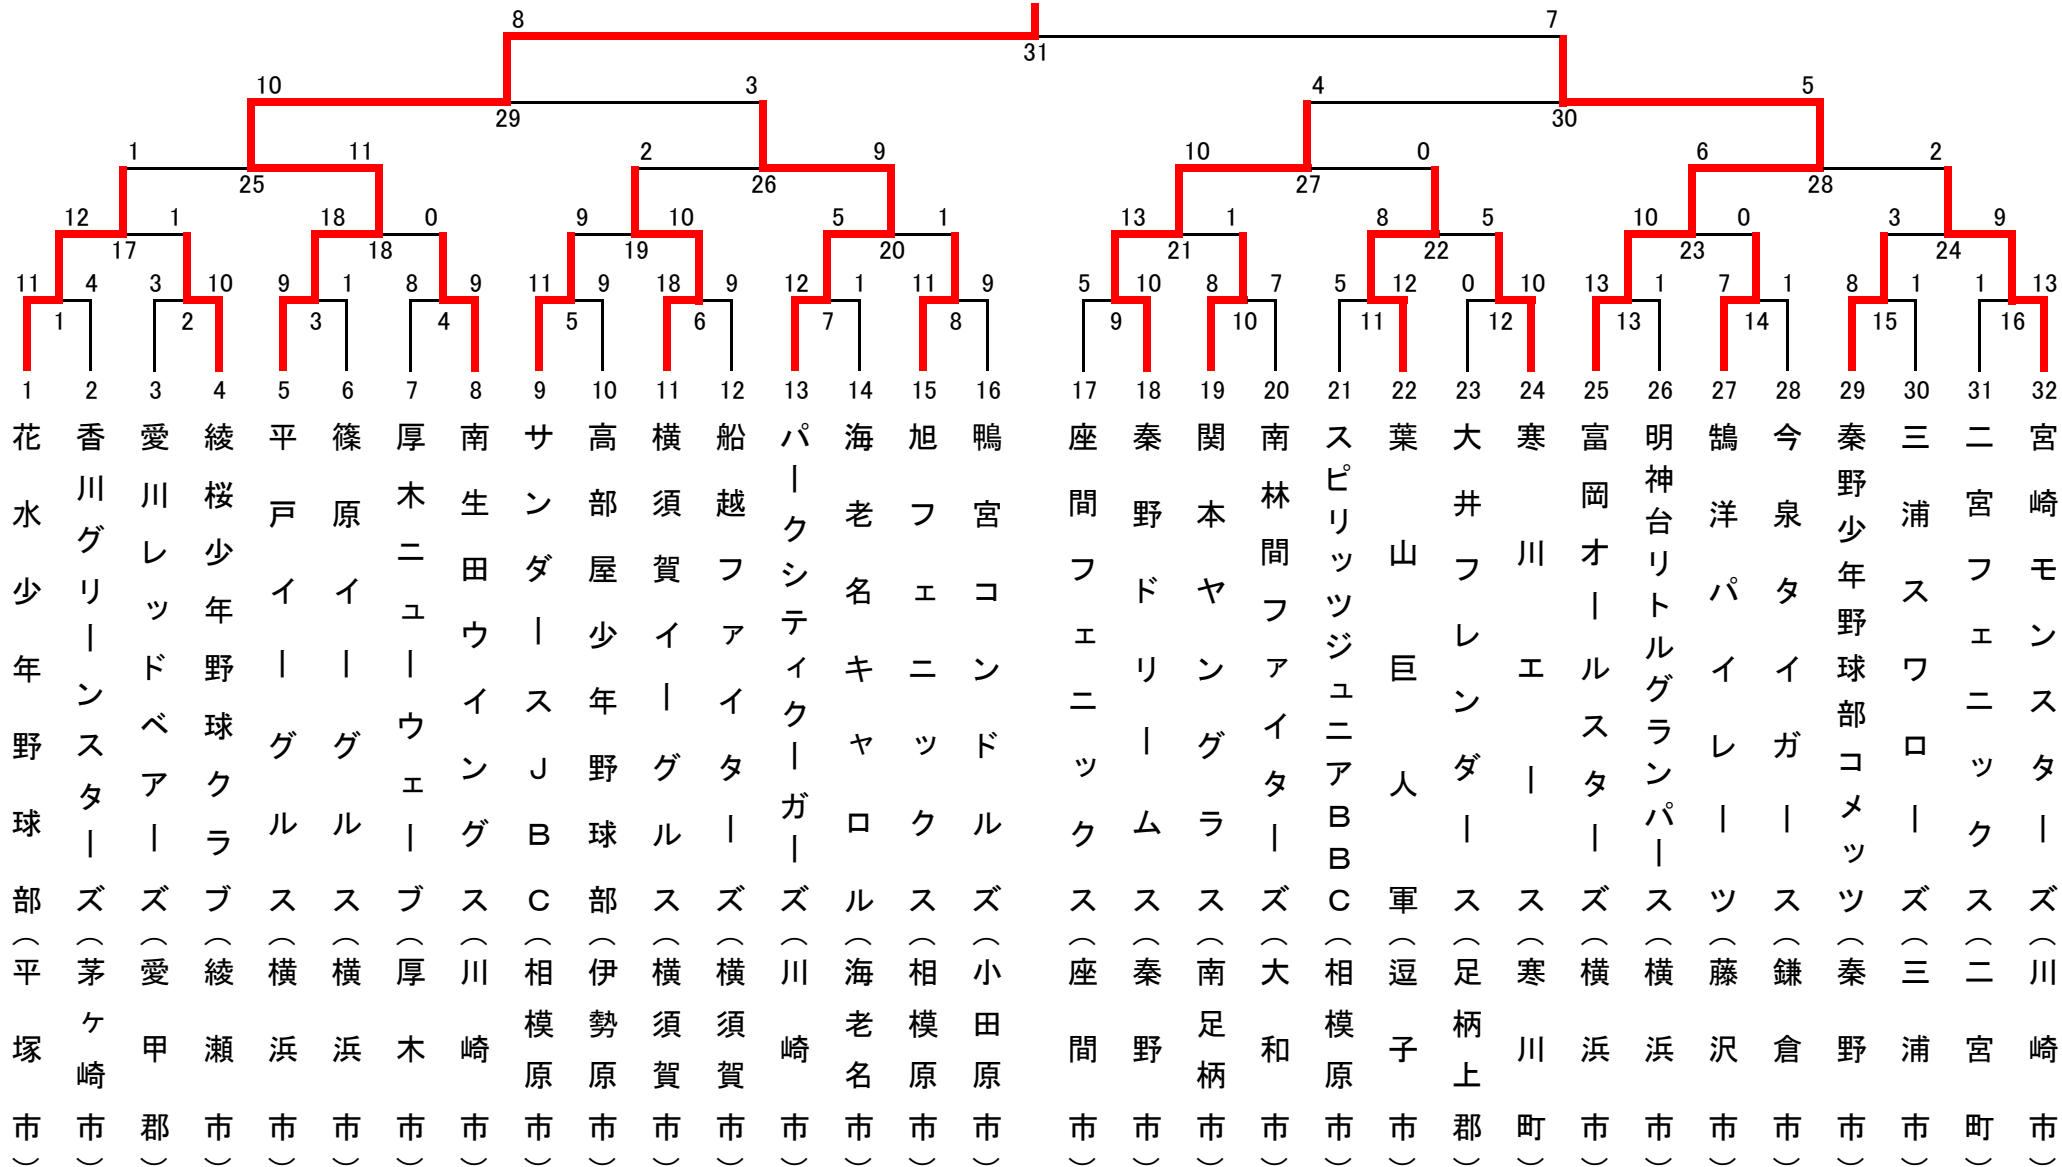 8 7
31
10 3 4 5
29 30
1 11 2 9 10 0 6 2
25 26 27 28
12 1 18 0 9 10 5 1 13 1 8 5 10 0 3 9
17 18 19 20 21 22 23 24
11 4 3 10 9 1 8 9 11 9 18 9 12 1 11 9 5 10 8 7 5 12 0 10 13 1 7 1 8 1 1 13
1 2 3 4 5 6 7 8 9 10 11 12 13 14 15 16
1 2 3 4 5 6 7 8 9 10 11 12 13 14 15 16 17 18 19 20 21 22 23 24 25 26 27 28 29 30 31 32
花水少年野球部（平塚市）
香川グリーンスターズ（茅ヶ崎市）
愛川レッドベアーズ（愛甲郡）
綾桜少年野球クラブ（綾瀬市）
平戸イーグルス（横浜市）
篠原イーグルス（横浜市）
厚木ニューウェーブ（厚木市）
南生田ウイングス（川崎市）
サンダースＪＢＣ（相模原市）
高部屋少年野球部（伊勢原市）
横須賀イーグルス（横須賀市）
船越ファイターズ（横須賀市）
パークシティクーガーズ（川崎市）
海老名キャロル（海老名市）
旭フェニックス（相模原市）
鴨宮コンドルズ（小田原市）
座間フェニックス（座間市）
秦野ドリームス（秦野市）
関本ヤングラス（南足柄市）
南林間ファイターズ（大和市）
スピリッツジュニアＢＢＣ（相模原市）
葉山巨人軍（逗子市）
大井フレンダース（足柄上郡）
寒川エース（寒川町）
富岡オールスターズ（横浜市）
明神台リトルグランパース（横浜市）
鵠洋パイレーツ（藤沢市）
今泉タイガース（鎌倉市）
秦野少年野球部コメッツ（秦野市）
三浦スワローズ（三浦市）
二宮フェニックス（二宮町）
宮崎モンスターズ（川崎市）